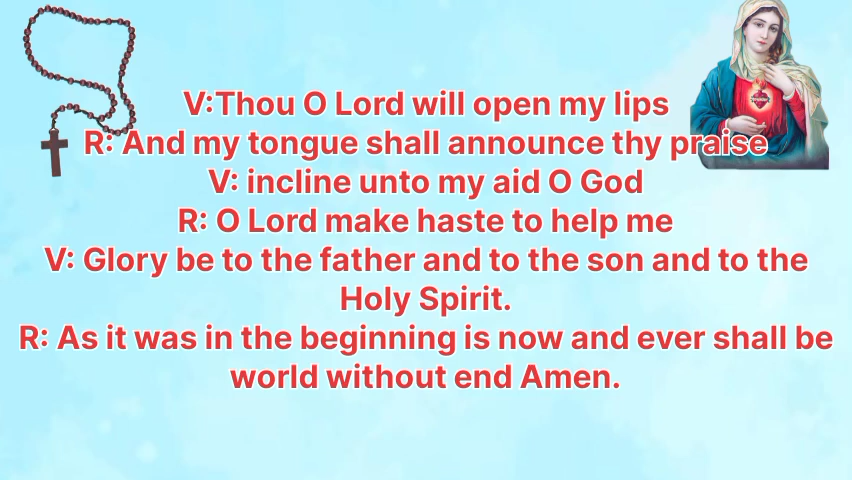 V:Thou O Lord will open my lips
R: And my tongue shall announce thy praise
V: incline unto my aid O God
R: O Lord make haste to help me
V: Glory be to the father and to the son and to the
Holy Spirit.
R: As it was in the beginning is now and ever shall be
world without end Amen.